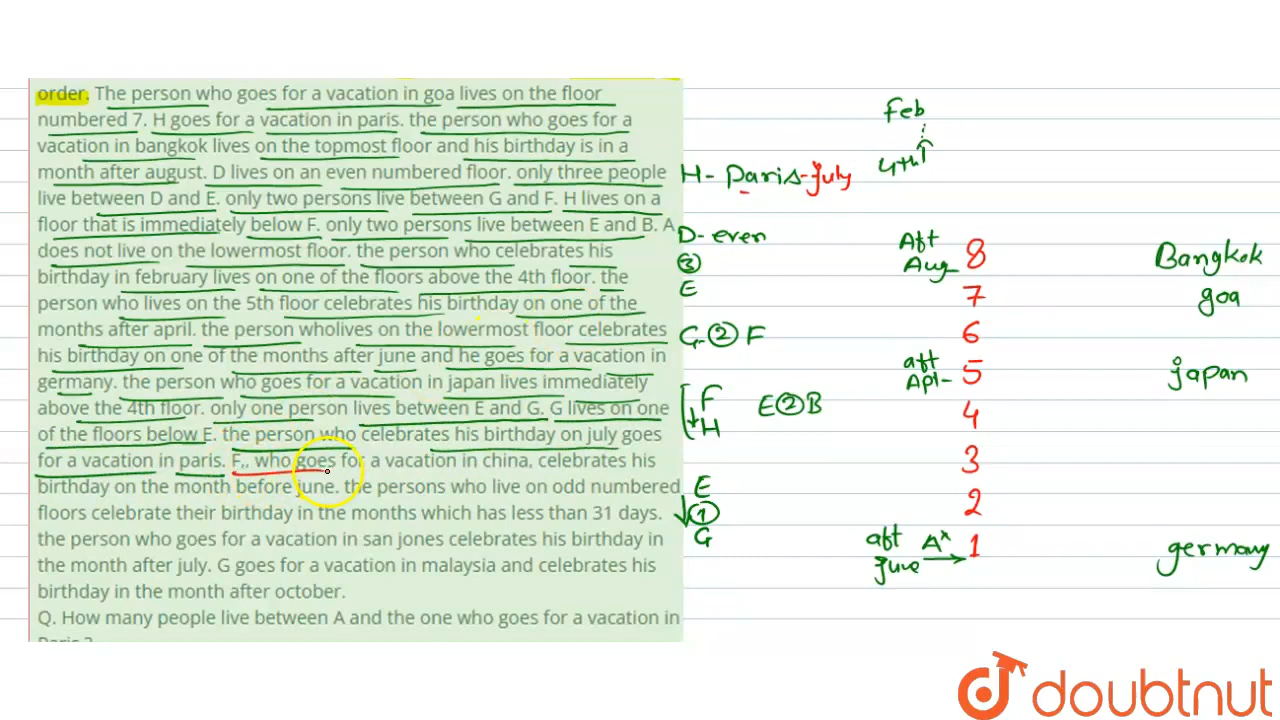 order. The person who goes for a vacation in goa lives on the floor
numbered 7. H goes for a vacation in paris. the person who goes for a
vacation in bangkok lives on the topmost floor and his birthday is in a
month after august. D lives on an even numbered floor. only three people
live between D and E. only two persons live between G and F. H lives on a
floor that is immediately below F. only two persons live between E and B. A
does not live on the lowermost floor. the person who celebrates his
birthday in february lives on one of the floors above the 4th floor. the
person who lives on the 5th floor celebrates his birthday on one of the
months after april. the person wholives on the lowermost floor celebrates
his birthday on one of the months after june and he goes for a vacation in
germany. the person who goes for a vacation in japan lives immediately
above the 4th floor. only one person lives between E and G. G lives on one
of the floors below E. the person who celebrates his birthday on july goes
for a vacation in paris. F,, who goes for a vacation in china, celebrates his
birthday on the month before june. the persons who live on odd numbered
floors celebrate their birthday in the months which has less than 31 days.
the person who goes for a vacation in san jones celebrates his birthday in
the month after july. G goes for a vacation in malaysia and celebrates his
birthday in the month after october.
Q. How many people live between A and the one who goes for a vacation in
Paris ?
Feb
4th↑
H- Paris-July
D- even
③
E
G-② F
F
↓H
E②B
E
↓①
G
Aft
Aug 8 Bangkok
7 goa
6
aft
Apl- 5 japan
4
3
2
aft
June Aˣ → 1 germany
doubtnut